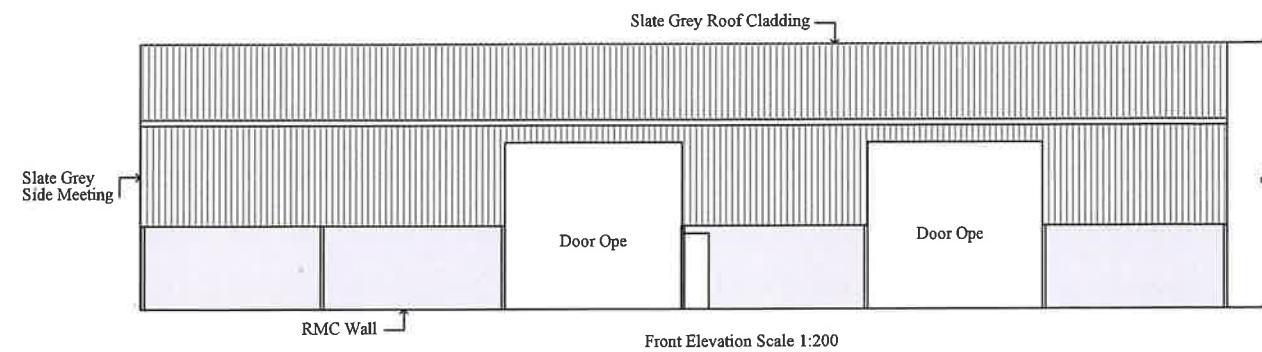 Slate Grey Roof Cladding
Slate Grey
Side Meeting
Door Ope
Door Ope
RMC Wall
Front Elevation Scale 1:200